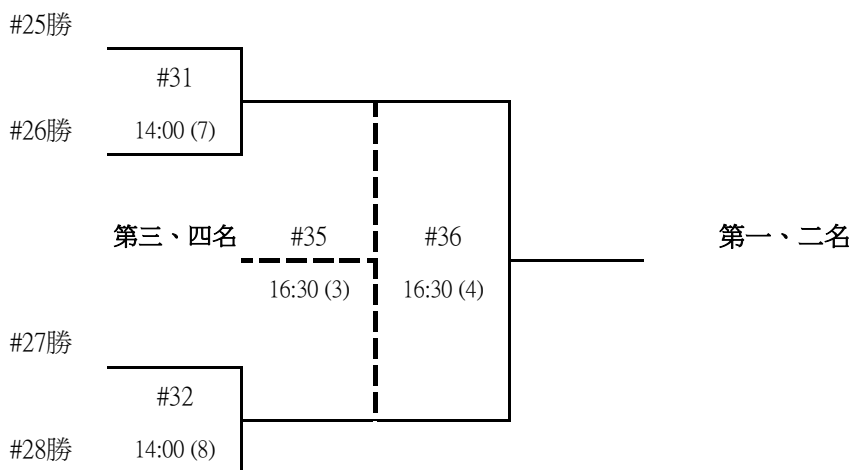 #25勝
#31
#26勝 14:00 (7)
第三、四名 #35 #36 第一、二名
16:30 (3) 16:30 (4)
#27勝
#32
#28勝 14:00 (8)